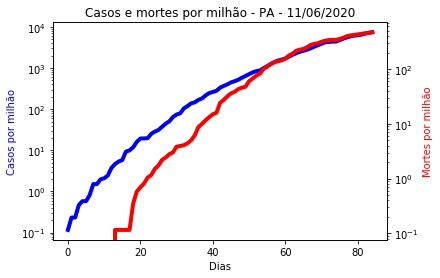 Casos e mortes por milhão - PA - 11/06/2020
10⁴
10³
10²
10¹
10⁰
10⁻¹
Casos por milhão
10²
10¹
10⁰
10⁻¹
Mortes por milhão
0 20 40 60 80
Dias